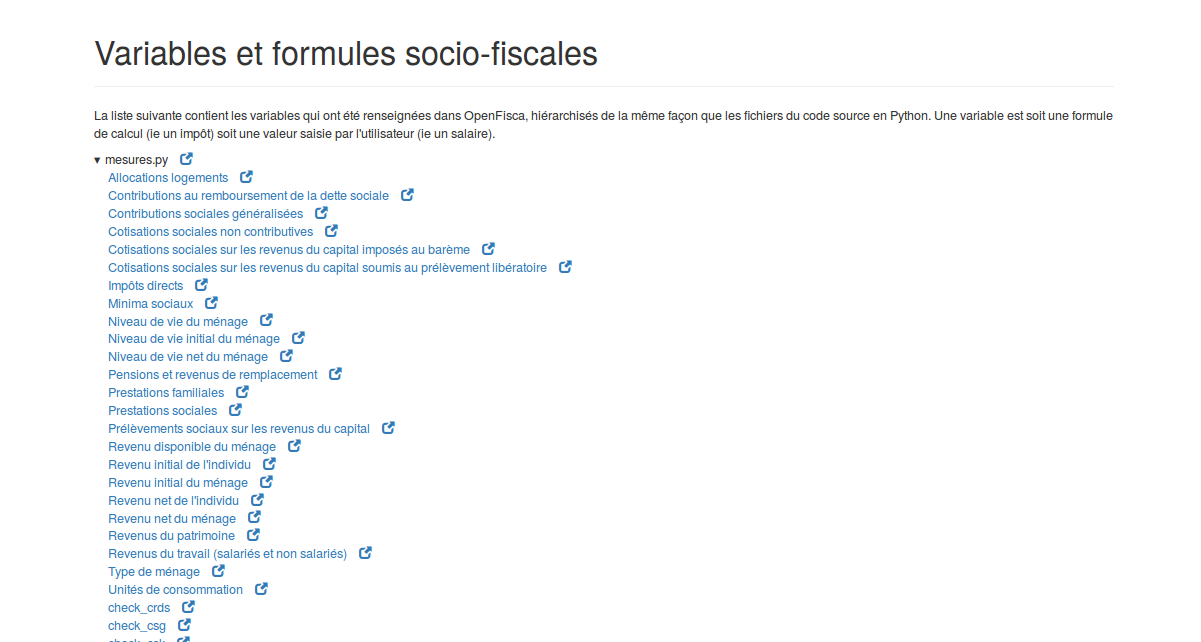 Variables et formules socio-fiscales
La liste suivante contient les variables qui ont été renseignées dans OpenFisca, hiérarchisés de la même façon que les fichiers du code source en Python. Une variable est soit une formule
de calcul (ie un impôt) soit une valeur saisie par l'utilisateur (ie un salaire).
▾ mesures.py
Allocations logements
Contributions au remboursement de la dette sociale
Contributions sociales généralisées
Cotisations sociales non contributives
Cotisations sociales sur les revenus du capital imposés au barème
Cotisations sociales sur les revenus du capital soumis au prélèvement libératoire
Impôts directs
Minima sociaux
Niveau de vie du ménage
Niveau de vie initial du ménage
Niveau de vie net du ménage
Pensions et revenus de remplacement
Prestations familiales
Prestations sociales
Prélèvements sociaux sur les revenus du capital
Revenu disponible du ménage
Revenu initial de l'individu
Revenu initial du ménage
Revenu net de l'individu
Revenu net du ménage
Revenus du patrimoine
Revenus du travail (salariés et non salariés)
Type de ménage
Unités de consommation
check_crds
check_csg